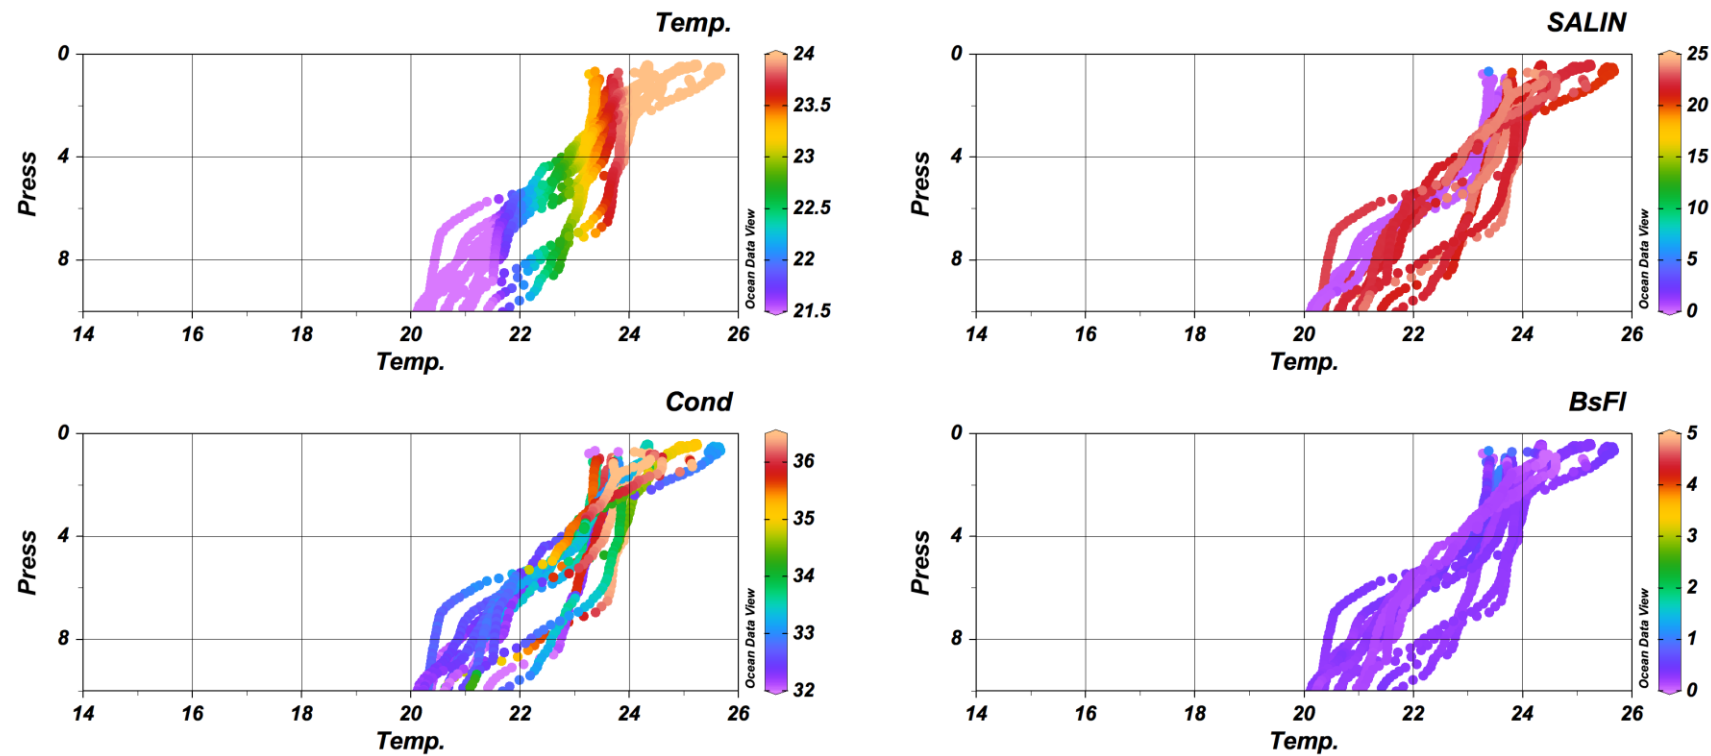 Temp.
0
4
8
Press
14 16 18 20 22 24 26
Temp.
24
23.5
23
22.5
22
21.5
Ocean Data View
SALIN
0
4
8
Press
14 16 18 20 22 24 26
Temp.
25
20
15
10
5
0
Ocean Data View
Cond
0
4
8
Press
14 16 18 20 22 24 26
Temp.
36
35
34
33
32
Ocean Data View
BsFl
0
4
8
Press
14 16 18 20 22 24 26
Temp.
5
4
3
2
1
0
Ocean Data View